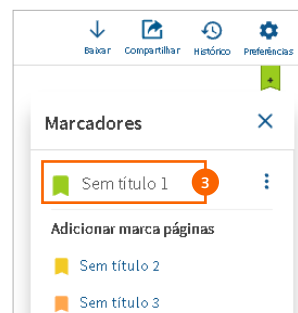 Baixar Compartilhar Histórico Preferências
+
Marcadores
Sem título 1 3
Adicionar marca páginas
Sem título 2
Sem título 3